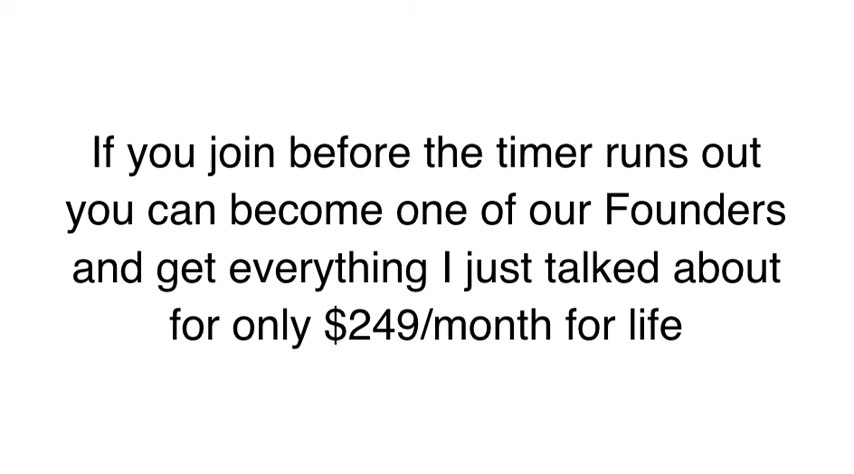 If you join before the timer runs out
you can become one of our Founders
and get everything I just talked about
for only $249/month for life